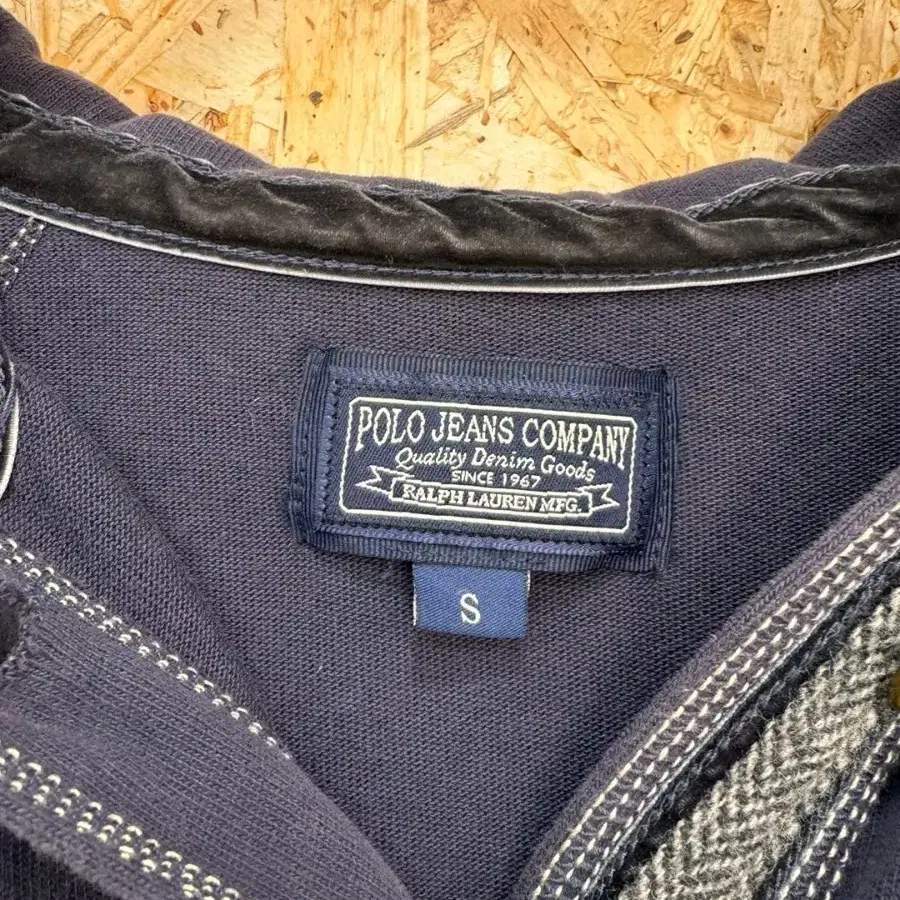 POLO JEANS COMPANY
Quality Denim Goods
SINCE 1967
RALPH LAUREN MFG.
S